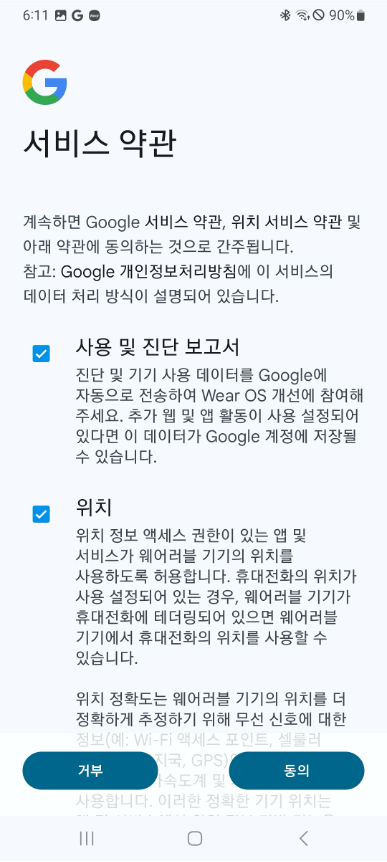 6:11
90%
서비스 약관
계속하면 Google 서비스 약관, 위치 서비스 약관 및
아래 약관에 동의하는 것으로 간주됩니다.
참고: Google 개인정보처리방침에 이 서비스의
데이터 처리 방식이 설명되어 있습니다.
사용 및 진단 보고서
진단 및 기기 사용 데이터를 Google에
자동으로 전송하여 Wear OS 개선에 참여해
주세요. 추가 웹 및 앱 활동이 사용 설정되어
있다면 이 데이터가 Google 계정에 저장될
수 있습니다.
위치
위치 정보 액세스 권한이 있는 앱 및
서비스가 웨어러블 기기의 위치를
사용하도록 허용합니다. 휴대전화의 위치가
사용 설정되어 있는 경우, 웨어러블 기기가
휴대전화에 테더링되어 있으면 웨어러블
기기에서 휴대전화의 위치를 사용할 수
있습니다.
위치 정확도는 웨어러블 기기의 위치를 더
정확하게 추정하기 위해 무선 신호에 대한
정보(예: Wi-Fi 액세스 포인트, 셀룰러
지국, GPS)
거부
동의
가속도계 및
사용합니다. 이러한 정확한 기기 위치는